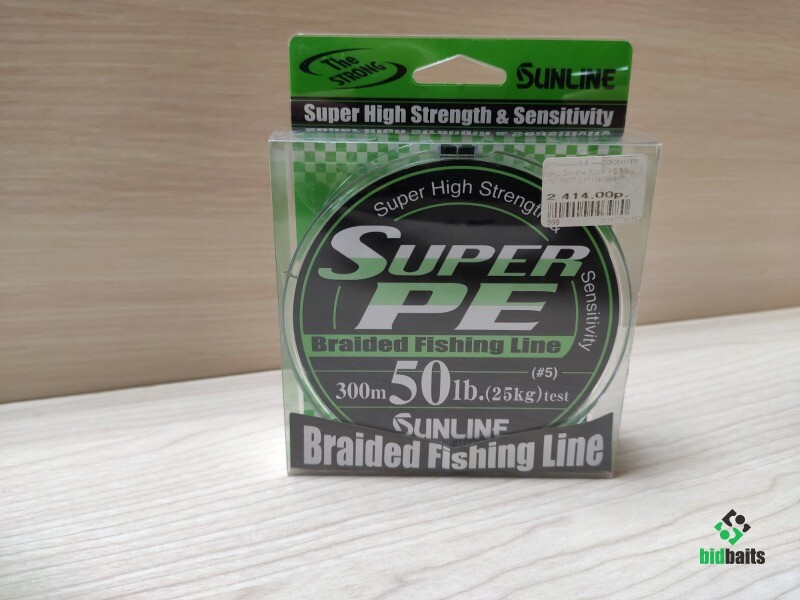 The STRONG
SUNLINE
Super High Strength & Sensitivity
Super High Strength &
Sensitivity
2 414,00р.
SUPER
PE
Braided Fishing Line
(#5)
300m 50lb.(25kg)test
SUNLINE
Braided Fishing Line
bidbaits